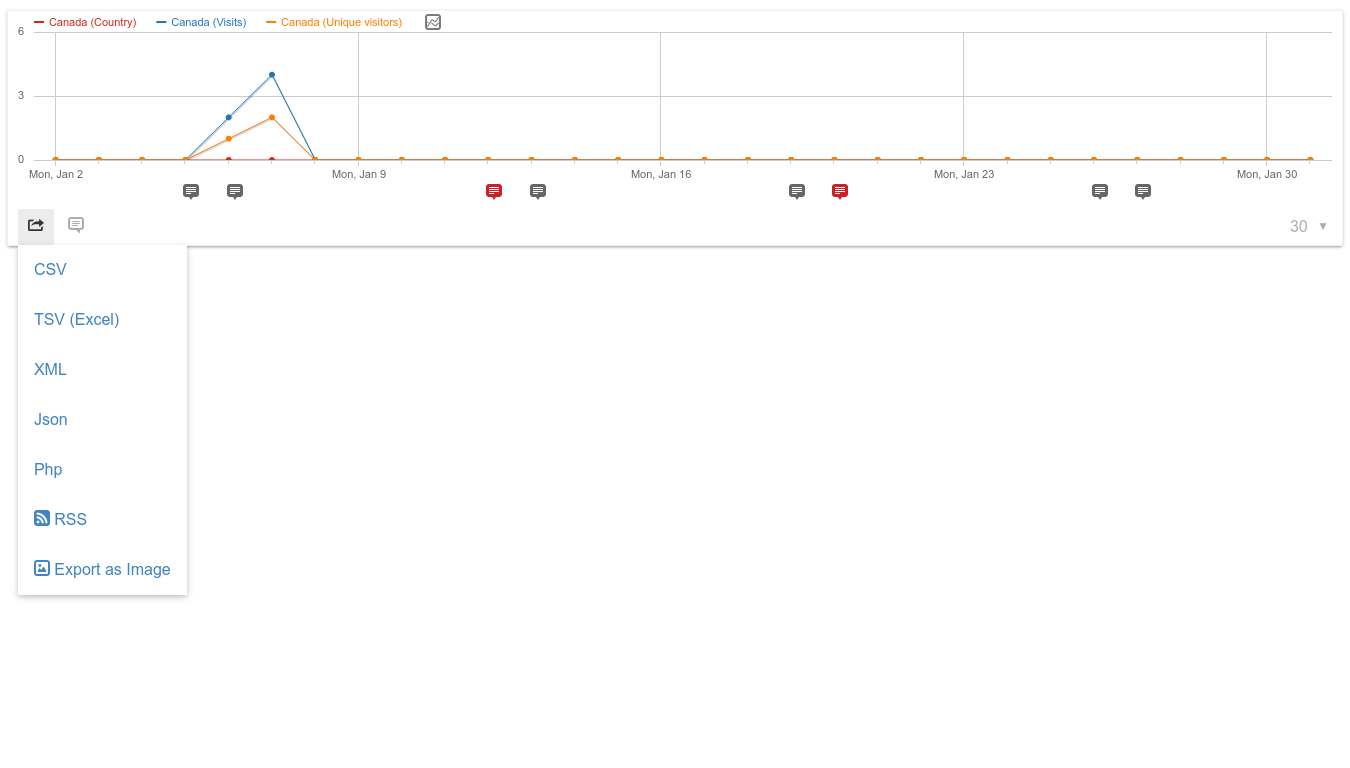 Canada (Country) Canada (Visits) Canada (Unique visitors)
6
3
0
Mon, Jan 2 Mon, Jan 9 Mon, Jan 16 Mon, Jan 23 Mon, Jan 30
30 ▼
CSV
TSV (Excel)
XML
Json
Php
RSS
Export as Image